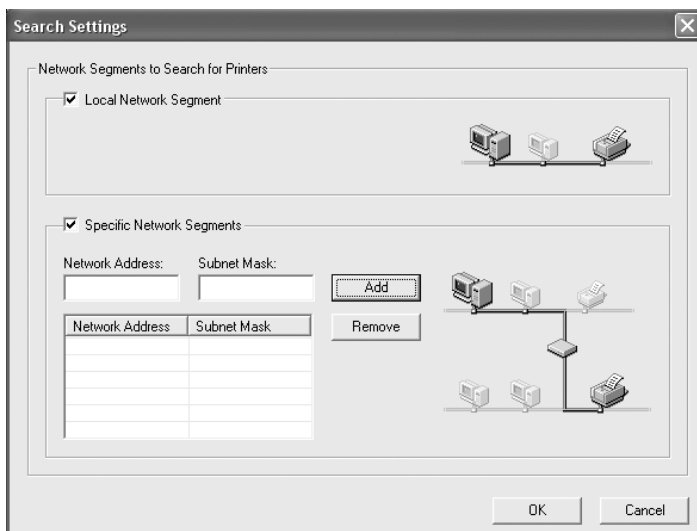 Search Settings
Network Segments to Search for Printers
Local Network Segment
Specific Network Segments
Network Address: Subnet Mask:
Add
Network Address Subnet Mask
Remove
OK Cancel